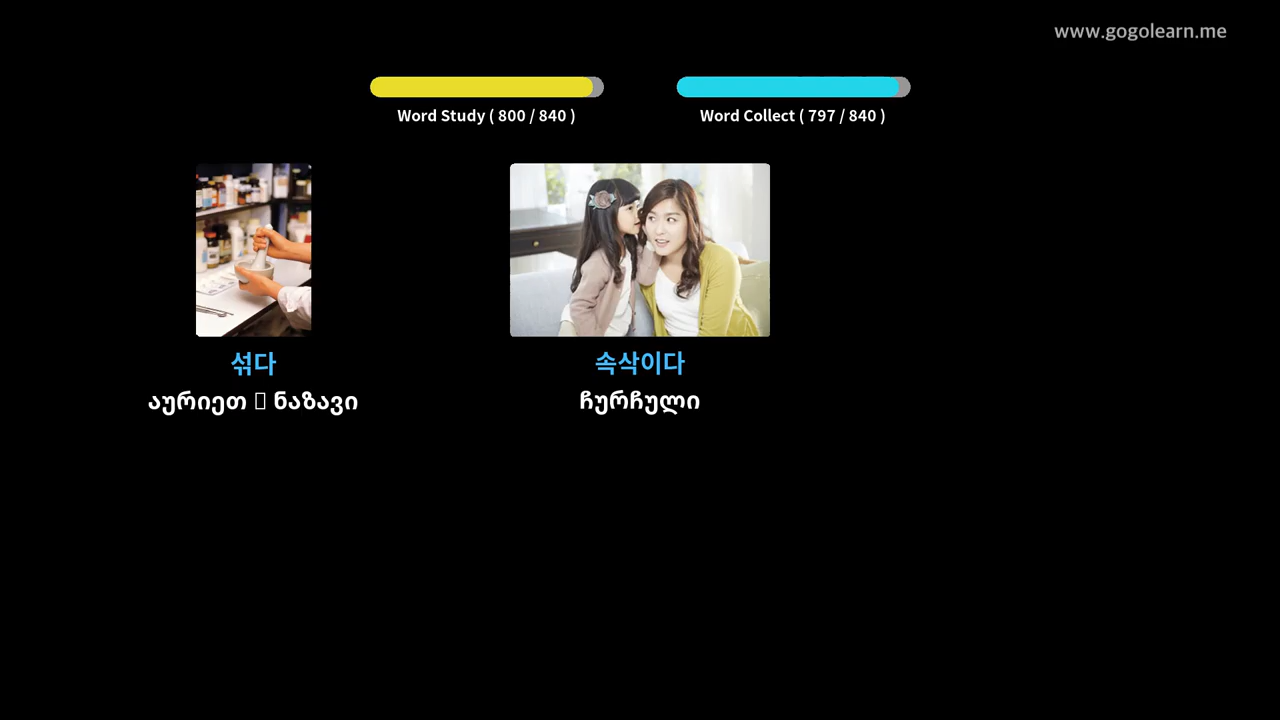 www.gogolearn.me
Word Study ( 800 / 840 )
Word Collect ( 797 / 840 )
섞다
속삭이다
აურიეთ ▯ ნაზავი
ჩურჩული